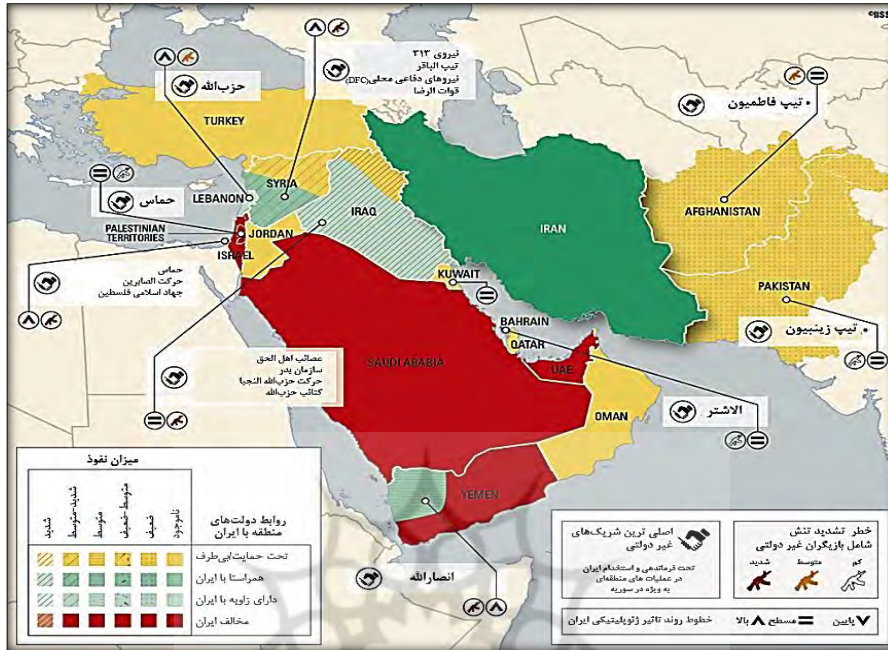 ©IISS
نیروی ۳۱۳
تیپ الباقر
نیروهای دفاعی محلی(DFC)
قوات الرضا
حزب‌الله
• تیپ فاطمیون
TURKEY
SYRIA
LEBANON
حماس
IRAQ
IRAN
AFGHANISTAN
PALESTINIAN
TERRITORIES
JORDAN
ISRAEL
KUWAIT
PAKISTAN
حماس
حرکت الصابرین
جهاد اسلامی فلسطین
BAHRAIN
QATAR
• تیپ زینبیون
SAUDI ARABIA
UAE
عصائب اهل الحق
سازمان بدر
حرکت حزب‌الله النجبا
کتائب حزب‌الله
OMAN
الاشتر
YEMEN
انصارالله
میزان نفوذ
روابط دولت‌های
منطقه با ایران
ناموجود
ضعیف
متوسط-ضعیف
متوسط
شدید-متوسط
شدید
تحت حمایت/بی‌طرف
همراستا با ایران
دارای زاویه با ایران
مخالف ایران
اصلی ترین شریک‌های
غیر دولتی
تحت فرماندهی و استخدام ایران
در عملیات های منطقه‌ای
به ویژه در سوریه
خطر تشدید تنش
شامل بازیگران غیر دولتی
کم
متوسط
شدید
خطوط روند تاثیر ژئوپلیتیکی ایران
بالا
مسطح
پایین